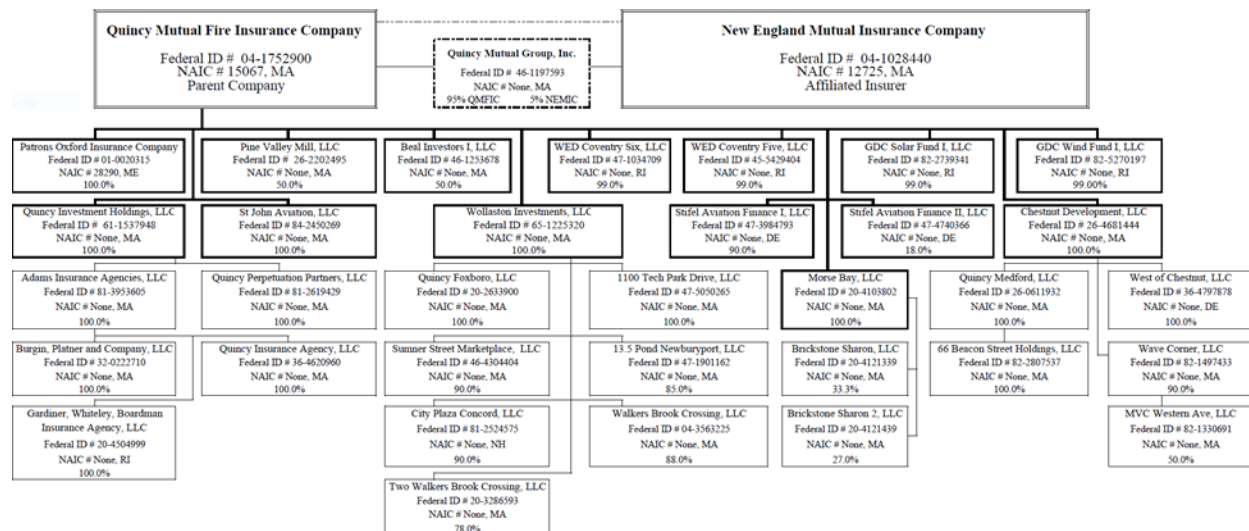 Quincy Mutual Fire Insurance Company
Federal ID # 04-1752900
NAIC # 15067, MA
Parent Company
Quincy Mutual Group, Inc.
Federal ID # 46-1197593
NAIC # None, MA
95% QMFIC 5% NEMIC
New England Mutual Insurance Company
Federal ID # 04-1028440
NAIC # 12725, MA
Affiliated Insurer
Patrons Oxford Insurance Company
Federal ID # 01-0020315
NAIC # 28290, ME
100.0%
Pine Valley Mill, LLC
Federal ID # 26-2202495
NAIC # None, MA
50.0%
Beal Investors I, LLC
Federal ID # 46-1253678
NAIC # None, MA
50.0%
WED Coventry Six, LLC
Federal ID # 47-1034709
NAIC # None, RI
99.0%
WED Coventry Five, LLC
Federal ID # 45-5429404
NAIC # None, RI
99.0%
GDC Solar Fund I, LLC
Federal ID # 82-2739341
NAIC # None, RI
99.0%
GDC Wind Fund I, LLC
Federal ID # 82-5270197
NAIC # None, RI
99.00%
Quincy Investment Holdings, LLC
Federal ID # 61-1537948
NAIC # None, MA
100.0%
St John Aviation, LLC
Federal ID # 84-2450269
NAIC # None, MA
100.0%
Wollaston Investments, LLC
Federal ID # 65-1225320
NAIC # None, MA
100.0%
Stifel Aviation Finance I, LLC
Federal ID # 47-3984793
NAIC # None, DE
90.0%
Stifel Aviation Finance II, LLC
Federal ID # 47-4740366
NAIC # None, DE
18.0%
Chestnut Development, LLC
Federal ID # 26-4681444
NAIC # None, MA
100.0%
Adams Insurance Agencies, LLC
Federal ID # 81-3953605
NAIC # None, MA
100.0%
Quincy Perpetuation Partners, LLC
Federal ID # 81-2619429
NAIC # None, MA
100.0%
Quincy Foxboro, LLC
Federal ID # 20-2633900
NAIC # None, MA
100.0%
1100 Tech Park Drive, LLC
Federal ID # 47-5050265
NAIC # None, MA
100.0%
Morse Bay, LLC
Federal ID # 20-4103802
NAIC # None, MA
100.0%
Quincy Medford, LLC
Federal ID # 26-0611932
NAIC # None, MA
100.0%
West of Chestnut, LLC
Federal ID # 36-4797878
NAIC # None, DE
100.0%
Burgin, Platner and Company, LLC
Federal ID # 32-0222710
NAIC # None, MA
100.0%
Quincy Insurance Agency, LLC
Federal ID # 36-4620960
NAIC # None, MA
100.0%
Sumner Street Marketplace, LLC
Federal ID # 46-4304404
NAIC # None, MA
90.0%
13.5 Pond Newburyport, LLC
Federal ID # 47-1901162
NAIC # None, MA
85.0%
Brickstone Sharon, LLC
Federal ID # 20-4121339
NAIC # None, MA
33.3%
66 Beacon Street Holdings, LLC
Federal ID # 82-2807537
NAIC # None, MA
100.0%
Wave Corner, LLC
Federal ID # 82-1497433
NAIC # None, MA
90.0%
Gardiner, Whiteley, Boardman
Insurance Agency, LLC
Federal ID # 20-4504999
NAIC # None, RI
100.0%
City Plaza Concord, LLC
Federal ID # 81-2524575
NAIC # None, NH
90.0%
Walkers Brook Crossing, LLC
Federal ID # 04-3563225
NAIC # None, MA
88.0%
Brickstone Sharon 2, LLC
Federal ID # 20-4121439
NAIC # None, MA
27.0%
MVC Western Ave, LLC
Federal ID # 82-1330691
NAIC # None, MA
50.0%
Two Walkers Brook Crossing, LLC
Federal ID # 20-3286593
NAIC # None, MA
78.0%